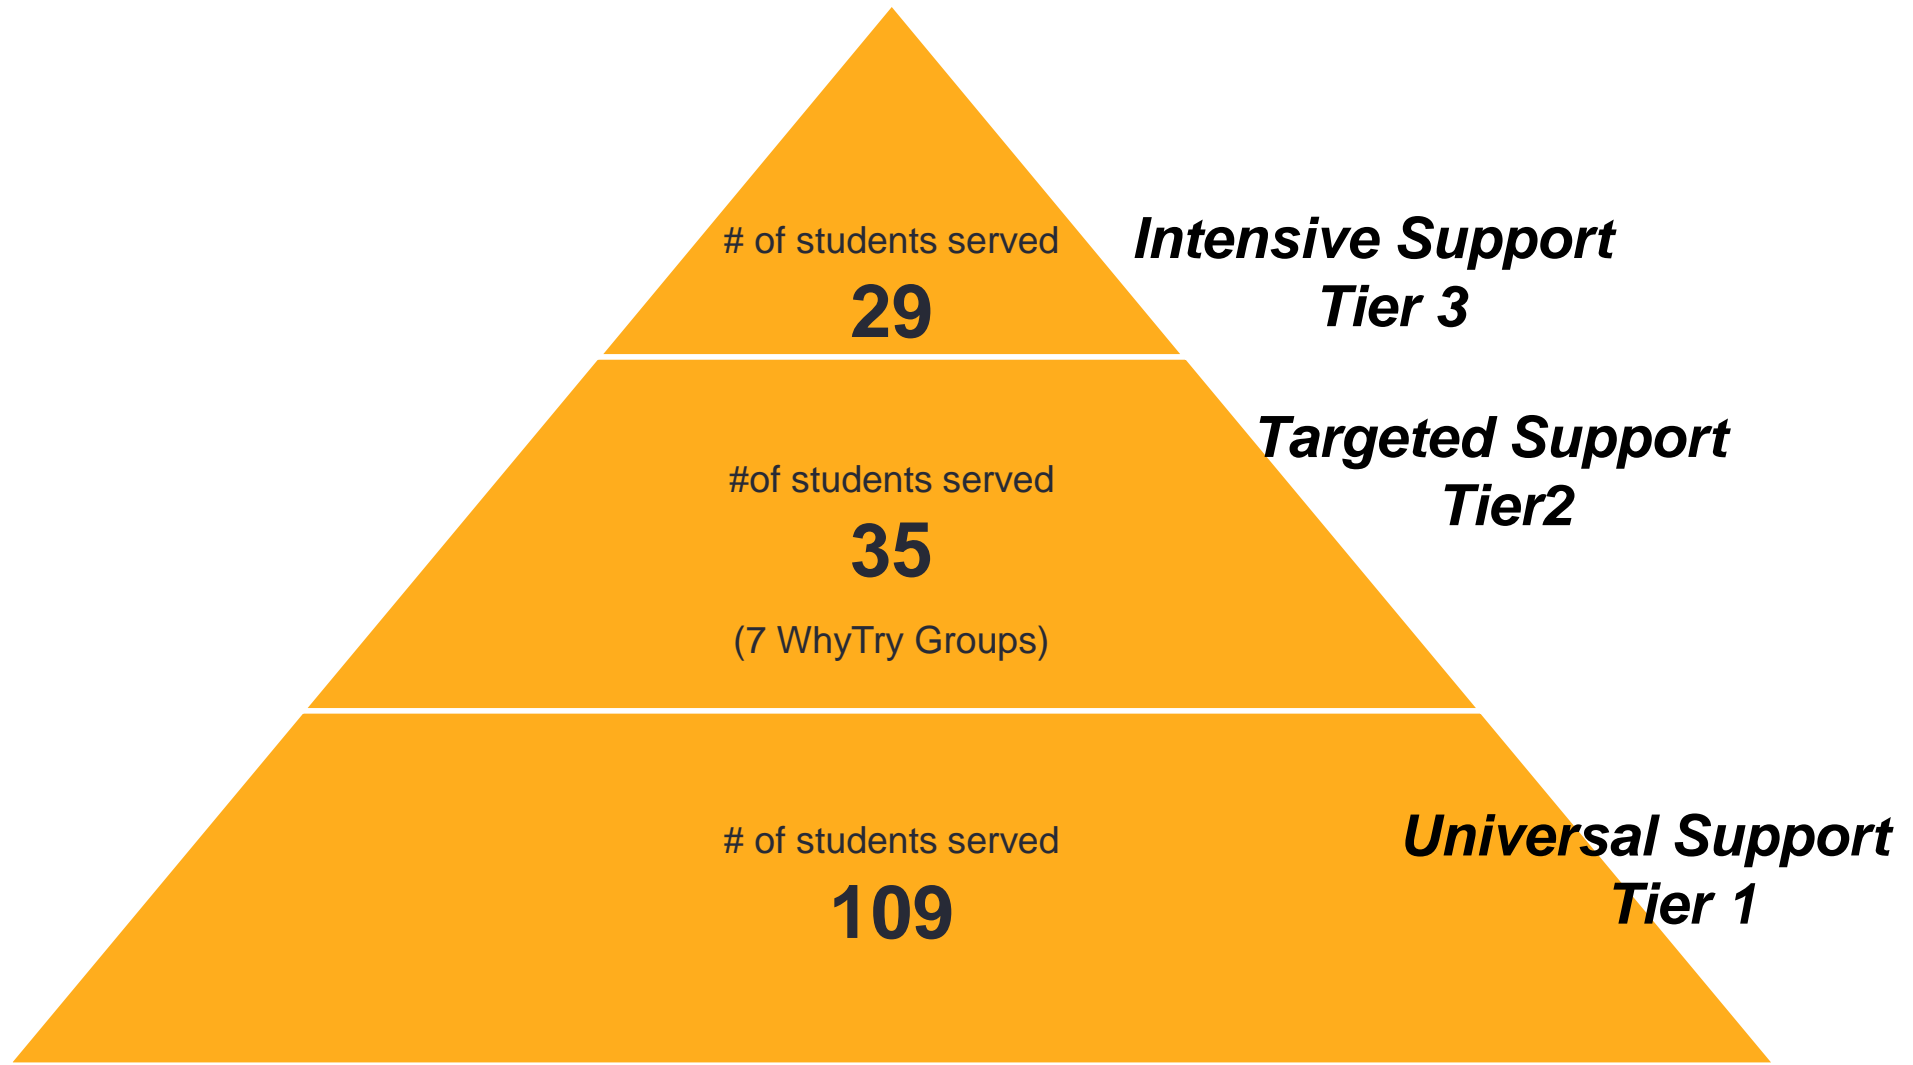 # of students served
29
Intensive Support
Tier 3
#of students served
35
(7 WhyTry Groups)
Targeted Support
Tier2
# of students served
109
Universal Support
Tier 1